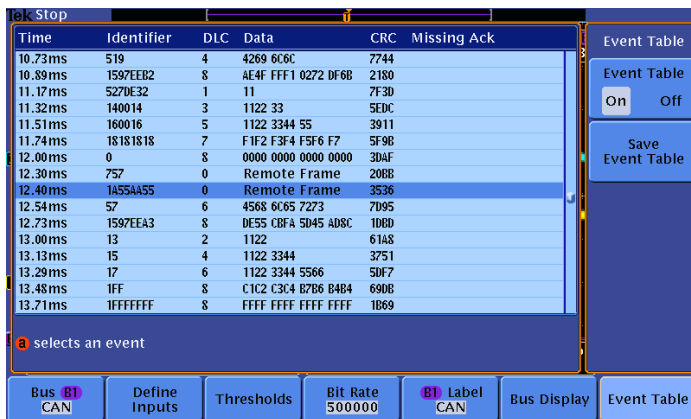 Tek Stop
Time Identifier DLC Data CRC Missing Ack
10.73ms 519 4 4269 6C6C 7744
10.89ms 1597EEB2 8 AE4F FFF1 0272 DF6B 2180
11.17ms 527DE32 1 11 7F3D
11.32ms 140014 3 1122 33 5EDC
11.51ms 160016 5 1122 3344 55 3911
11.74ms 18181818 7 F1F2 F3F4 F5F6 F7 5F9B
12.00ms 0 8 0000 0000 0000 0000 3DAF
12.30ms 757 0 Remote Frame 20BB
12.40ms 1A55AA55 0 Remote Frame 3536
12.54ms 57 6 4568 6C65 7273 7D95
12.73ms 1597EEA3 8 DE55 CBFA 5D45 AD8C 1DBD
13.00ms 13 2 1122 61A8
13.13ms 15 4 1122 3344 3751
13.29ms 17 6 1122 3344 5566 5DF7
13.48ms 1FF 8 C1C2 C3C4 B7B6 B4B4 69DB
13.71ms 1FFFFFFF 8 FFFF FFFF FFFF FFFF 1B69
a selects an event
Event Table
Event Table
On Off
Save
Event Table
Bus B1
CAN
Define
Inputs
Thresholds
Bit Rate
500000
B1 Label
CAN
Bus Display
Event Table